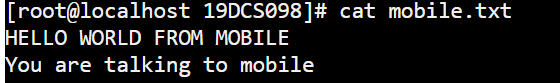 [root@localhost 19DCS098]# cat mobile.txt
HELLO WORLD FROM MOBILE
You are talking to mobile